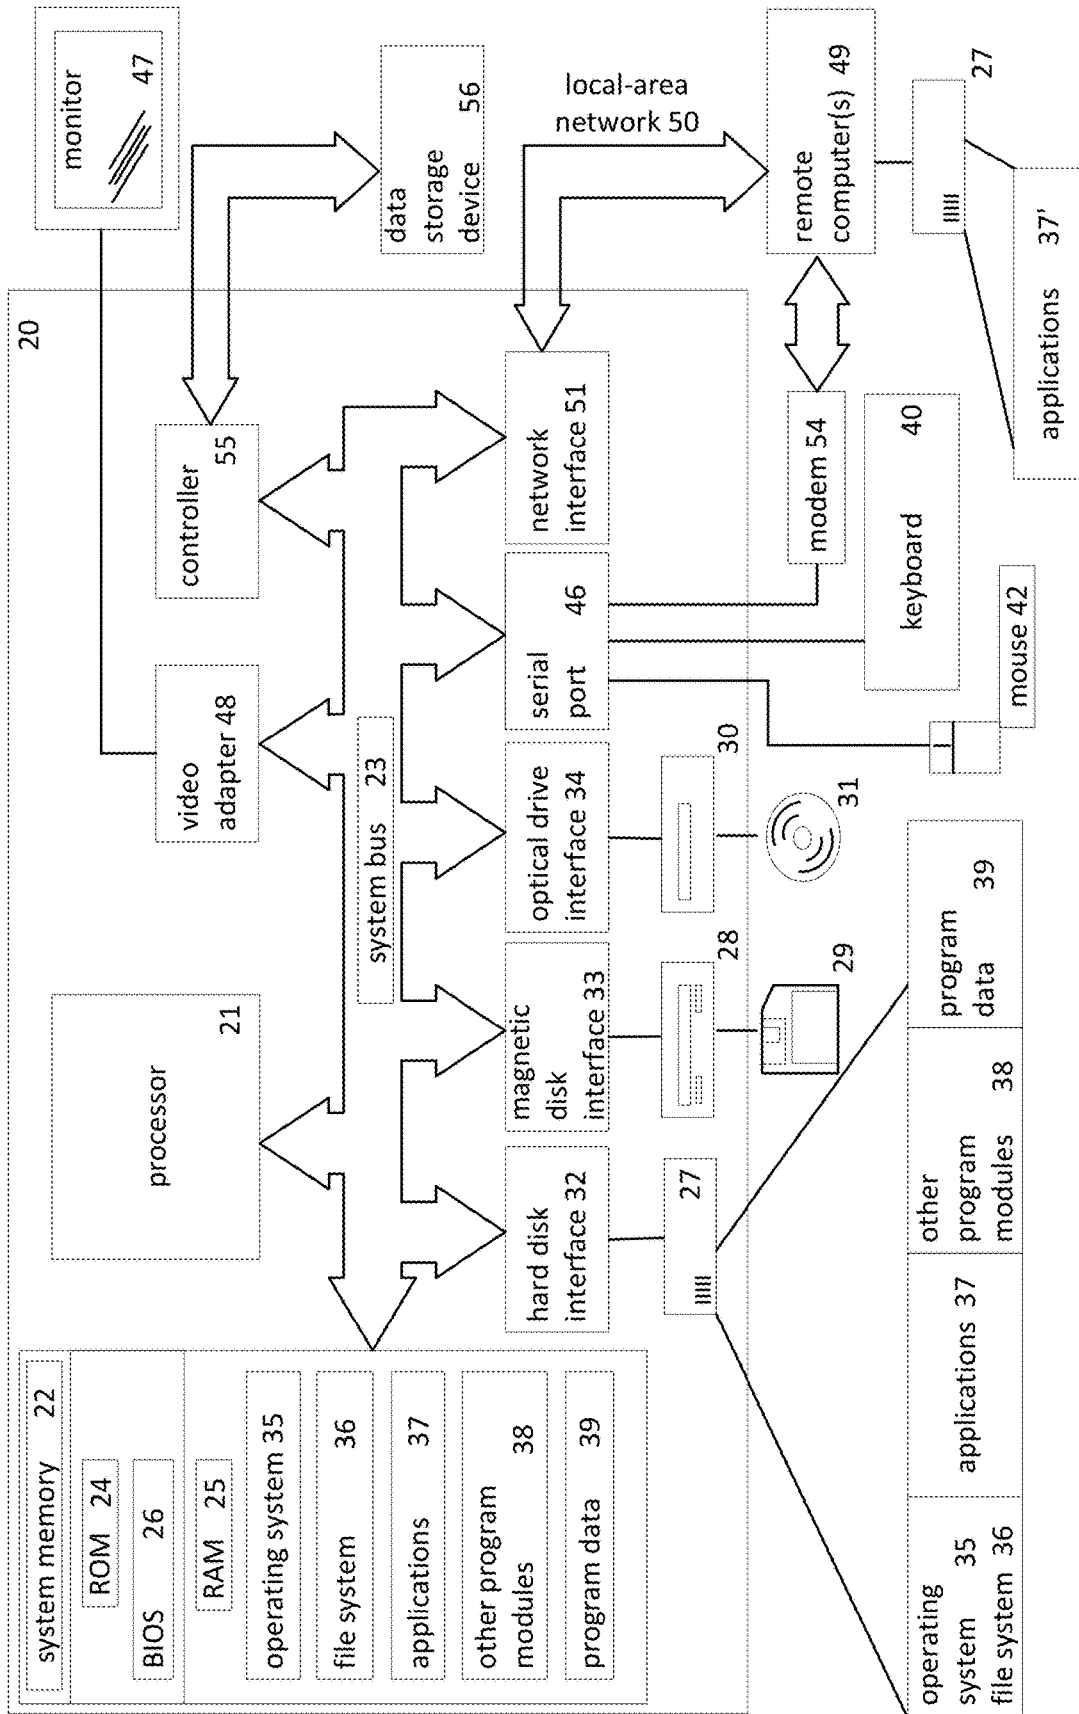 system memory 22
ROM 24
BIOS 26
RAM 25
operating system 35
file system 36
applications 37
other program
modules 38
program data 39
processor
21
video
adapter 48
controller
55
monitor
47
20
system bus 23
data
storage
device 56
local-area
network 50
hard disk
interface 32
magnetic
disk
interface 33
optical drive
interface 34
serial
port 46
network
interface 51
remote
computer(s) 49
27
28
29
30
31
modem 54
keyboard
40
mouse 42
27
applications 37'
operating
system 35
file system 36
applications 37
other
program
modules 38
program
data 39